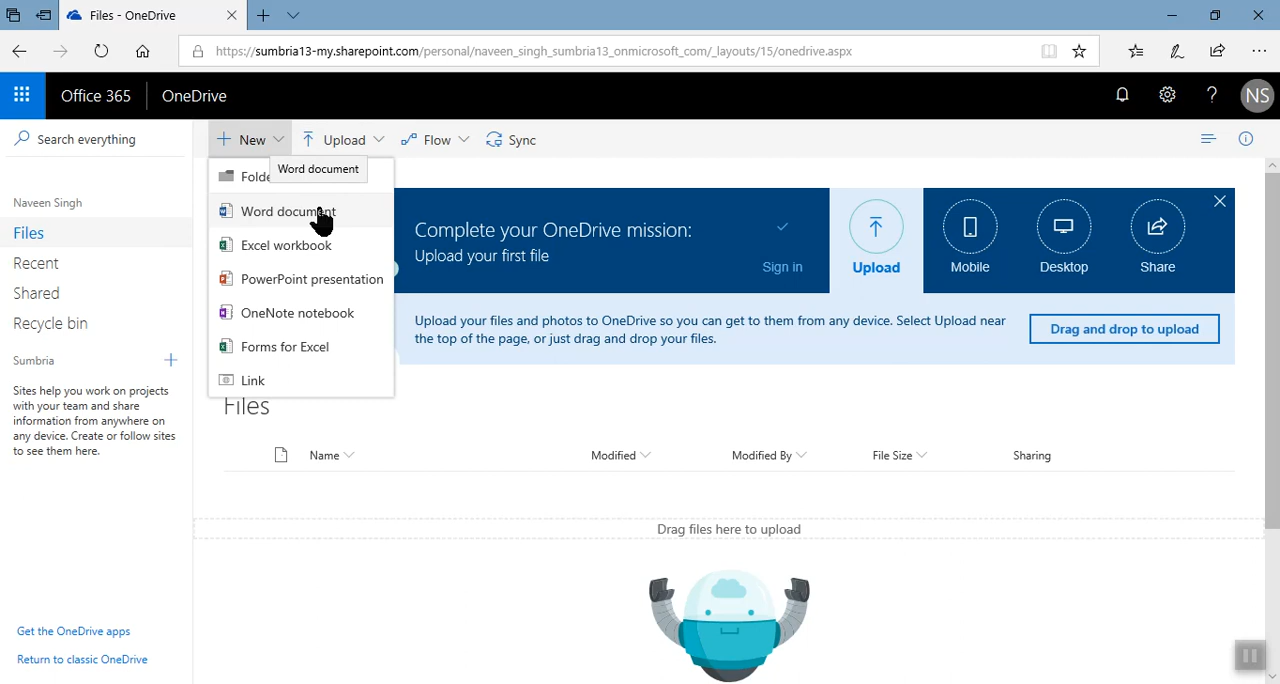 Files - OneDrive
https://sumbria13-my.sharepoint.com/personal/naveen_singh_sumbria13_onmicrosoft_com/_layouts/15/onedrive.aspx
Office 365
OneDrive
?
NS
Search everything
New
Upload
Flow
Sync
Word document
Naveen Singh
Files
Recent
Shared
Recycle bin
Sumbria
Sites help you work on projects
with your team and share
information from anywhere on
any device. Create or follow sites
to see them here.
Get the OneDrive apps
Return to classic OneDrive
Word document
Excel workbook
PowerPoint presentation
OneNote notebook
Forms for Excel
Link
Complete your OneDrive mission:
Upload your first file
Sign in
Upload
Mobile
Desktop
Share
Upload your files and photos to OneDrive so you can get to them from any device. Select Upload near
the top of the page, or just drag and drop your files.
Drag and drop to upload
Files
Name
Modified
Modified By
File Size
Sharing
Drag files here to upload